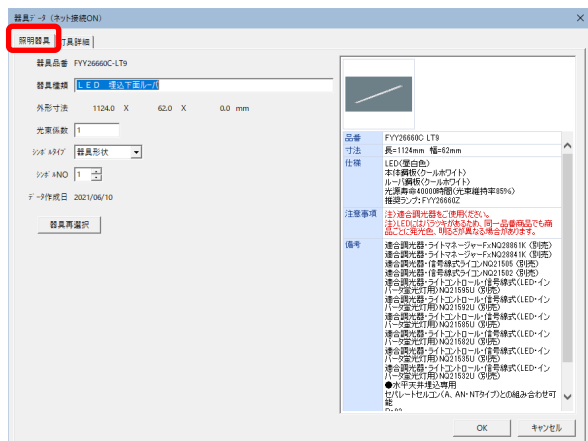 器具データ (ネット接続ON)
照明器具
灯具詳細
器具品番 FYY26660C-LT9
器具種類 LED 埋込下面ルーバ
外形寸法 1124.0 X 62.0 X 0.0 mm
光束係数 1
シンボルタイプ 器具形状
シンボルNO 1
データ作成日 2021/06/10
器具再選択
品番 FYY26660C LT9
寸法 長=1124mm 幅=62mm
仕様 LED(昼白色)
本体鋼板(クールホワイト)
ルーバ鋼板(クールホワイト)
光源寿命40000時間(光束維持率85%)
推奨ランプ:FYY26660Z
注意事項 注)適合調光器をご使用ください。
注)LEDにはバラツキがあるため、同一品番商品でも商
品ごとに発光色、明るさが異なる場合があります。
備考 適合調光器・ライトマネージャーFxNQ28861K (別売)
適合調光器・ライトマネージャーFxNQ28841K (別売)
適合調光器・信号線式ライコンNQ21505 (別売)
適合調光器・信号線式ライコンNQ21502 (別売)
適合調光器・ライトコントロール・信号線式(LED・イン
バータ蛍光灯用)NQ21595U (別売)
適合調光器・ライトコントロール・信号線式(LED・イン
バータ蛍光灯用)NQ21592U (別売)
適合調光器・ライトコントロール・信号線式(LED・イン
バータ蛍光灯用)NQ21585U (別売)
適合調光器・ライトコントロール・信号線式(LED・イン
バータ蛍光灯用)NQ21582U (別売)
適合調光器・ライトコントロール・信号線式(LED・イン
バータ蛍光灯用)NQ21535U (別売)
適合調光器・ライトコントロール・信号線式(LED・イン
バータ蛍光灯用)NQ21532U (別売)
●水平天井埋込専用
セパレートセルコン(A、AN・NTタイプ)との組み合わせ可
能
OK
キャンセル